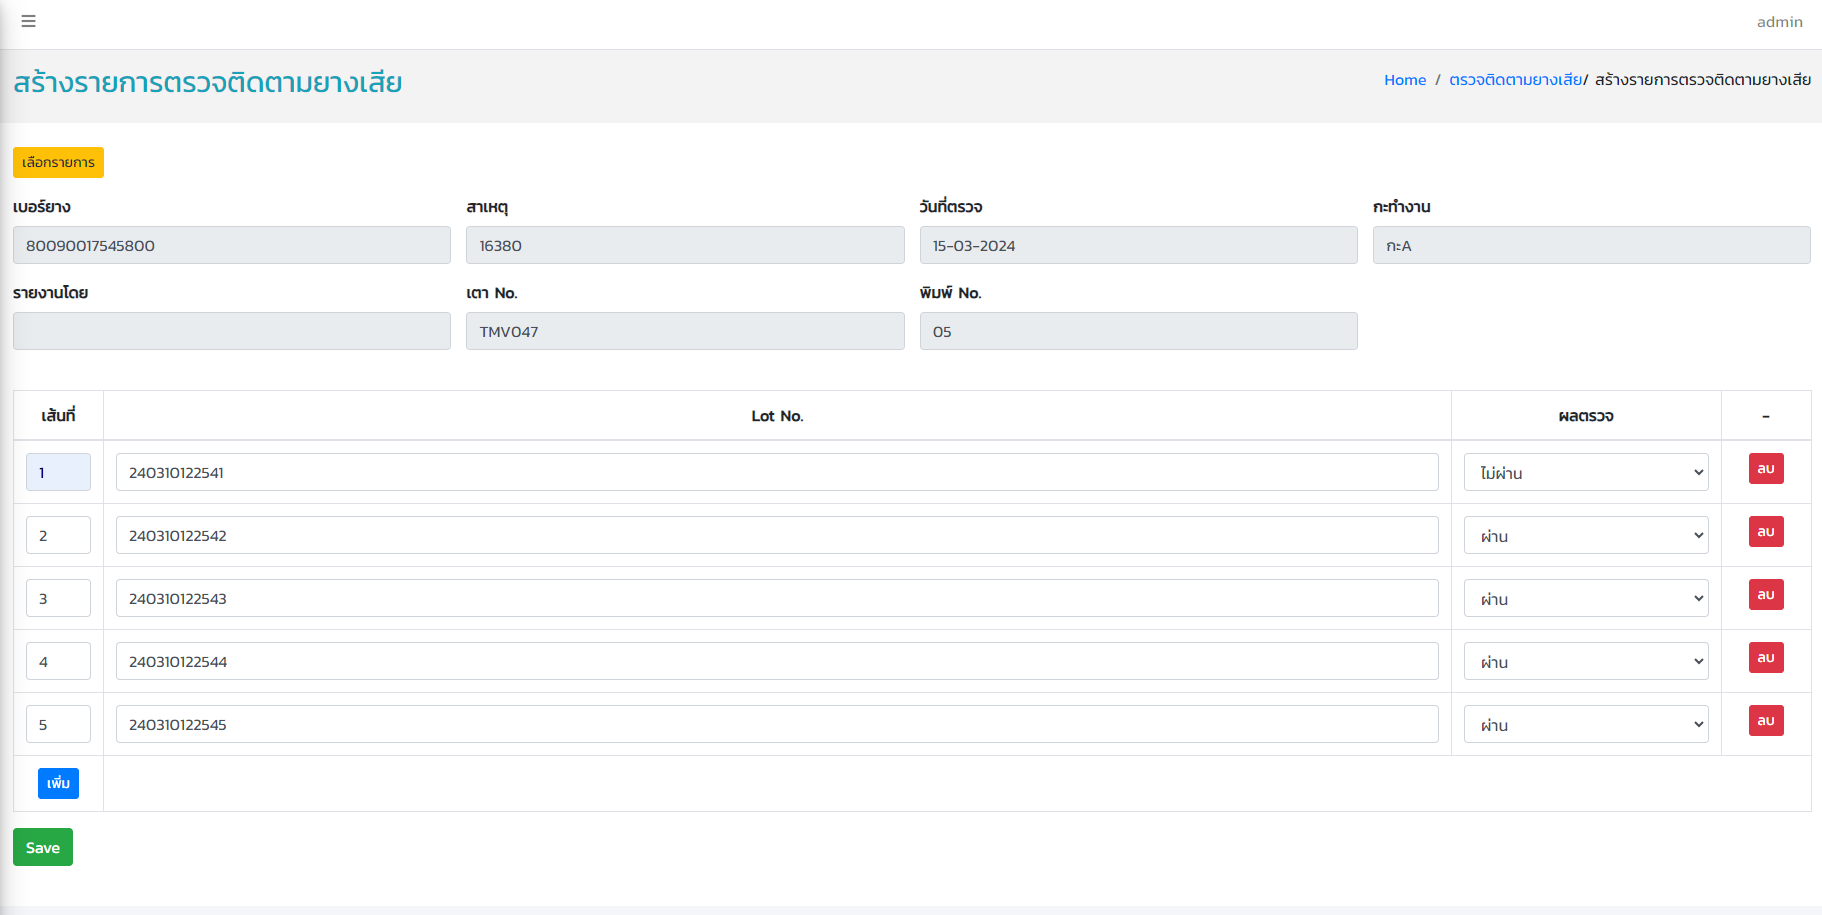 admin
สร้างรายการตรวจติดตามยางเสีย
Home / ตรวจติดตามยางเสีย/ สร้างรายการตรวจติดตามยางเสีย
เลือกรายการ
เบอร์ยาง สาเหตุ วันที่ตรวจ กะทำงาน
80090017545800 16380 15-03-2024 กะA
รายงานโดย เตา No. พิมพ์ No.
TMV047 05
เส้นที่ Lot No. ผลตรวจ -
1 240310122541 ไม่ผ่าน ลบ
2 240310122542 ผ่าน ลบ
3 240310122543 ผ่าน ลบ
4 240310122544 ผ่าน ลบ
5 240310122545 ผ่าน ลบ
เพิ่ม
Save